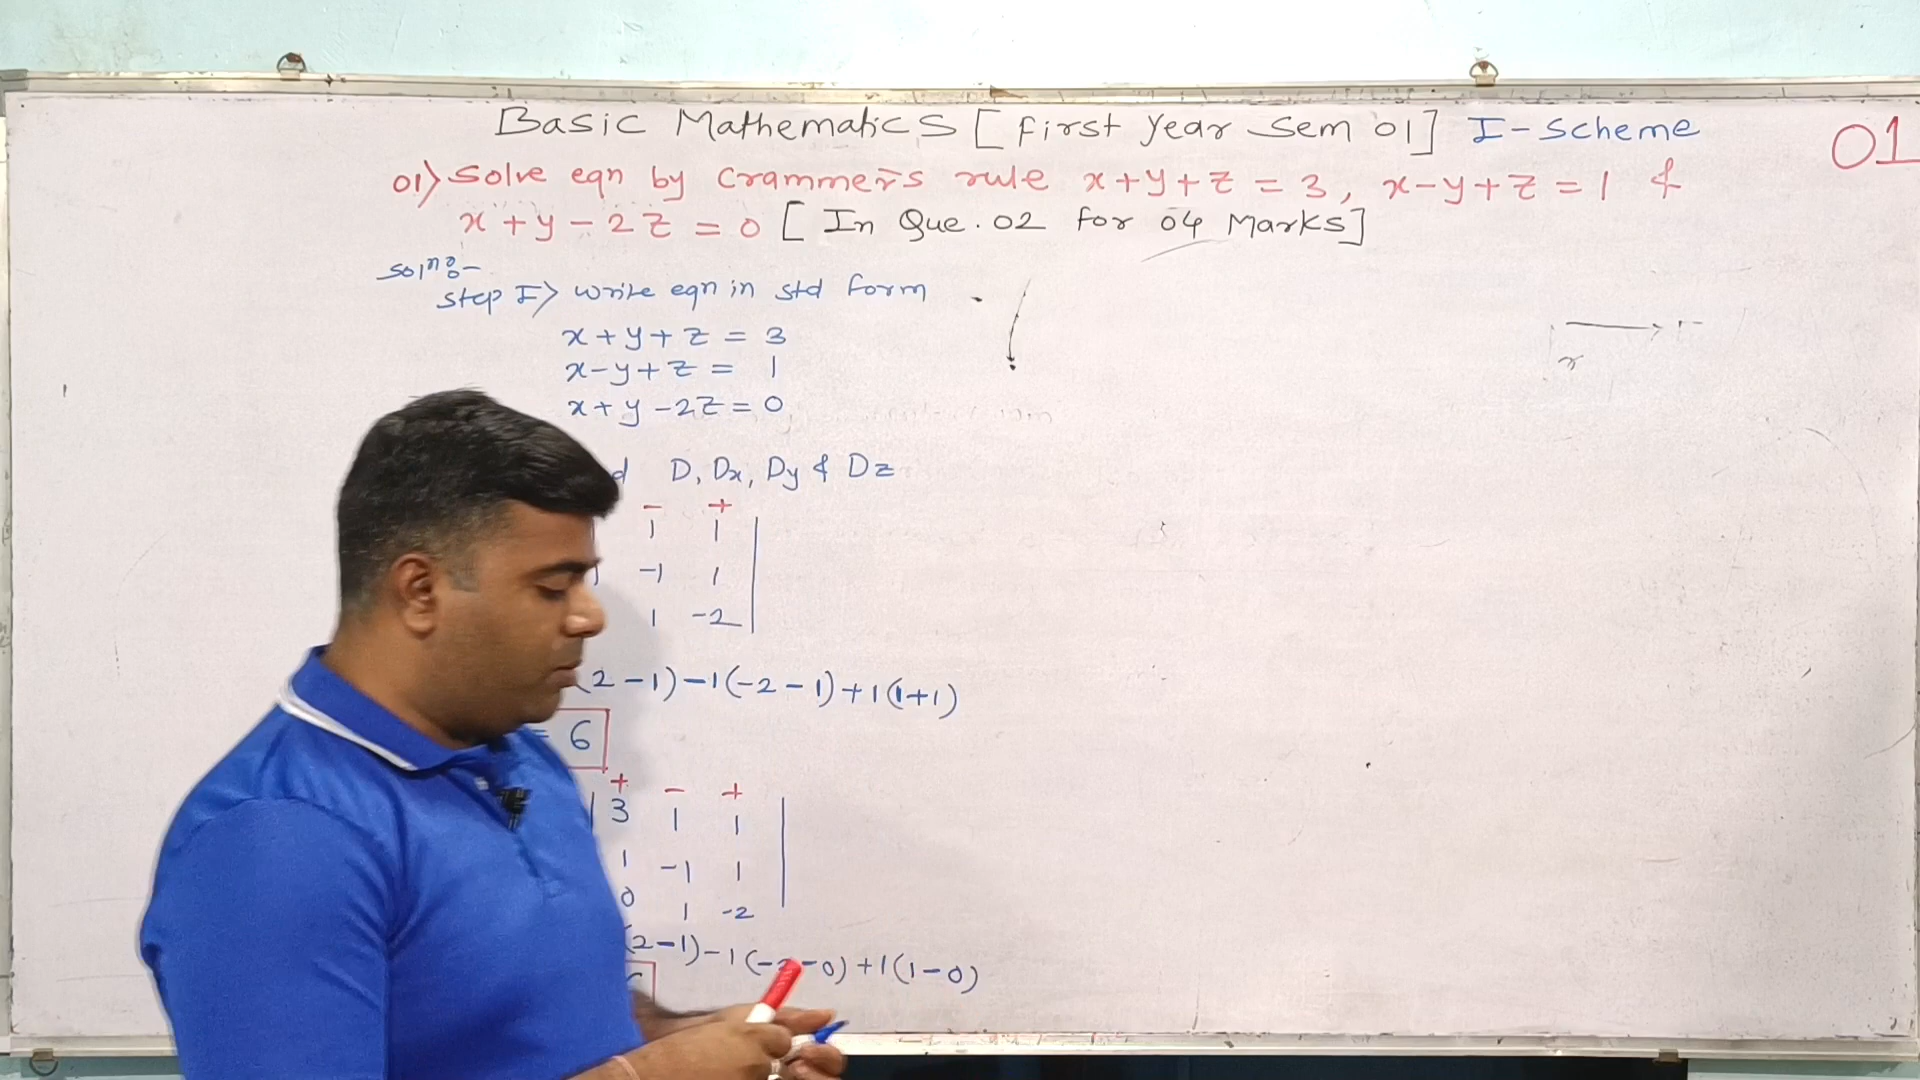 Basic Mathematics [First Year Sem 01] I-Scheme
01
01) Solve eqn by Crammer's rule x+y+z = 3, x-y+z = 1 &
x+y-2z = 0 [In Que. 02 for 04 Marks]
Soln:-
Step I> write eqn in std form
x+y+z = 3
x-y+z = 1
x+y-2z = 0
D, Dx, Dy & Dz
- +
1 1
-1 1
1 -2
(2-1)-1(-2-1)+1(1+1)
= 6
+ - +
3 1 1
1 -1 1
0 1 -2
(2-1)-1(-2-0)+1(1-0)